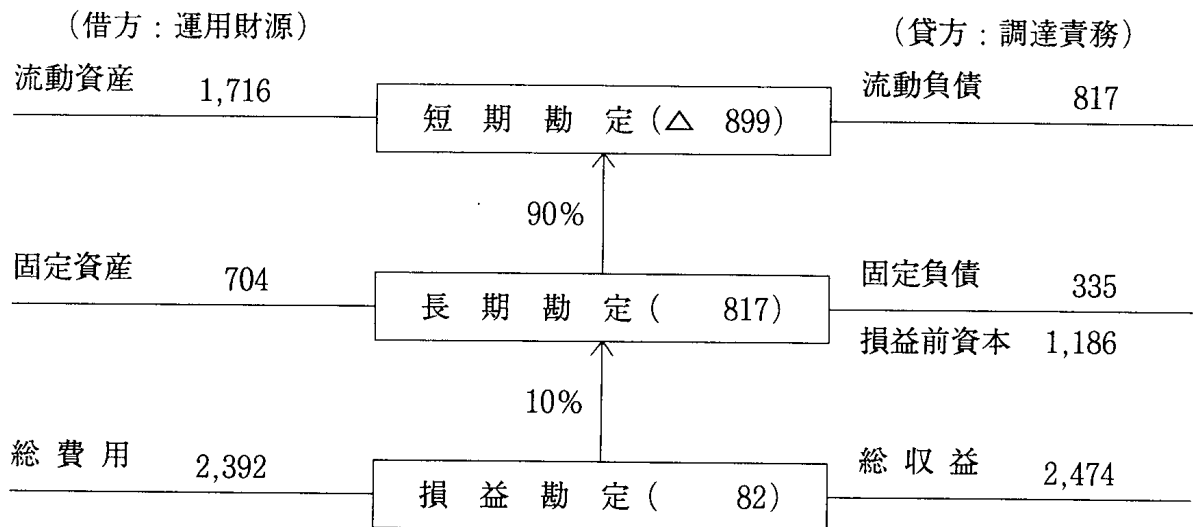 (借方：運用財源) (貸方：調達責務)
流動資産 1,716 短期勘定(△ 899) 流動負債 817
90%
固定資産 704 長期勘定( 817) 固定負債 335
損益前資本 1,186
10%
総費用 2,392 損益勘定( 82) 総収益 2,474